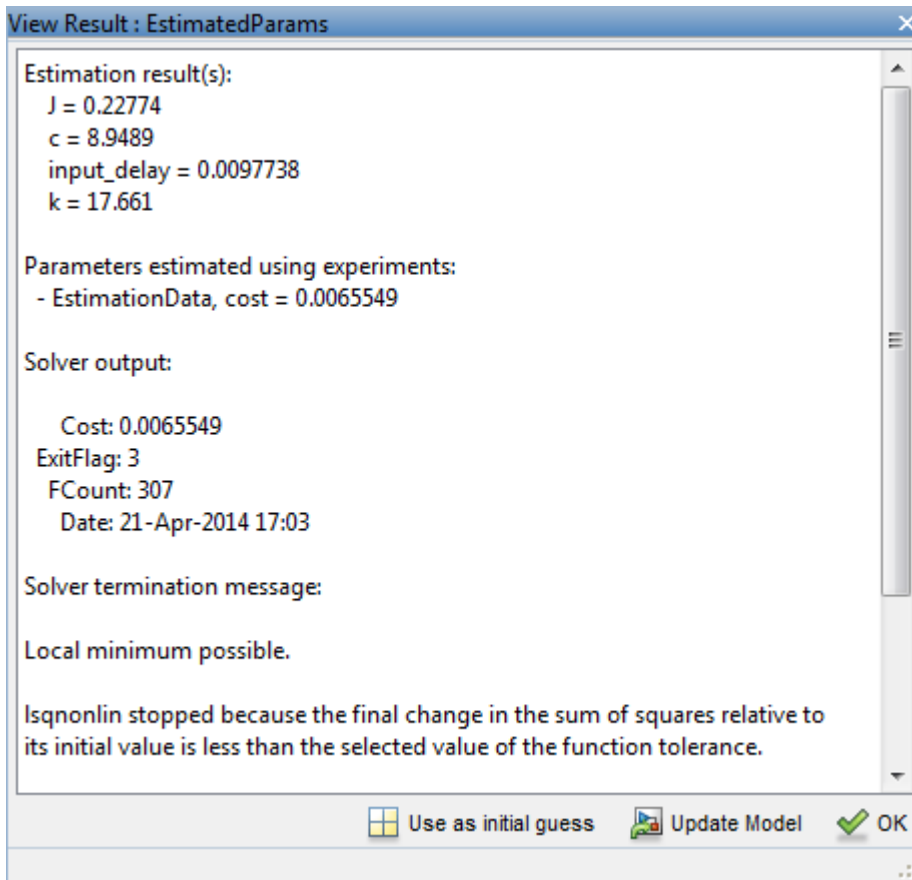 View Result : EstimatedParams
Estimation result(s):
J = 0.22774
c = 8.9489
input_delay = 0.0097738
k = 17.661
Parameters estimated using experiments:
- EstimationData, cost = 0.0065549
Solver output:
Cost: 0.0065549
ExitFlag: 3
FCount: 307
Date: 21-Apr-2014 17:03
Solver termination message:
Local minimum possible.
lsqnonlin stopped because the final change in the sum of squares relative to
its initial value is less than the selected value of the function tolerance.
Use as initial guess Update Model OK